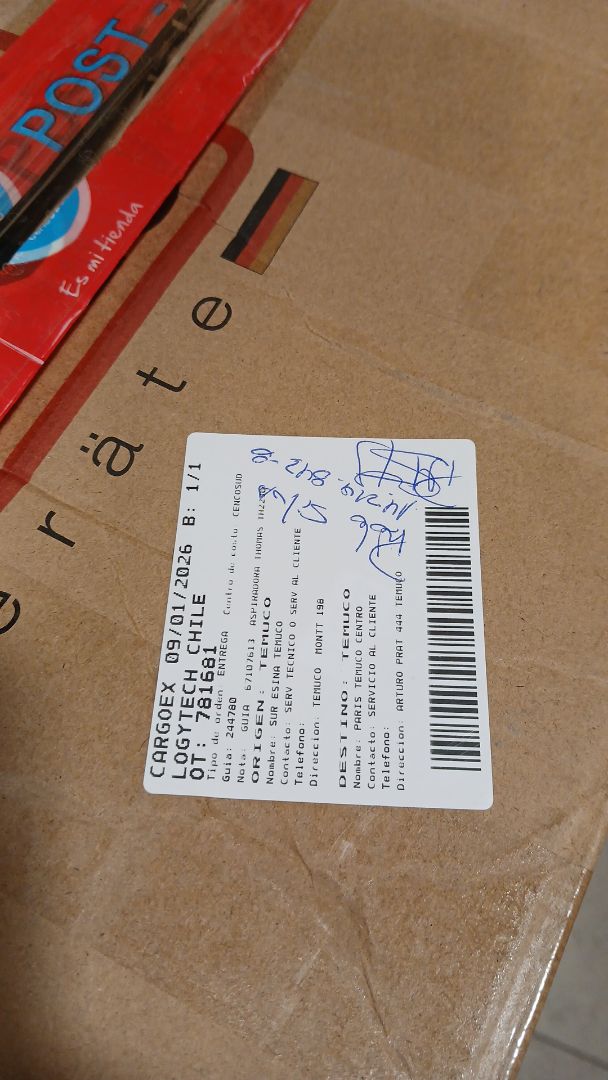 POST-
Es mi tienda
eräte
CARGOEX 09/01/2026 B: 1/1
LOGYTECH CHILE
OT: 781681
Tipo de orden: ENTREGA Centro de costo CENCOSUD
Guia: 244780
Nota: GUIA 67107613 ASPIRADORA THOMAS
ORIGEN: TEMUCO
Nombre: SUR ESINA TEMUCO
Contacto: SERV TECNICO O SERV AL CLIENTE
Telefono:
Direccion: TEMUCO MONTT 198
DESTINO: TEMUCO
Nombre: PARIS TEMUCO CENTRO
Contacto: SERVICIO AL CLIENTE
Telefono:
Direccion: ARTURO PRAT 444 TEMUCO